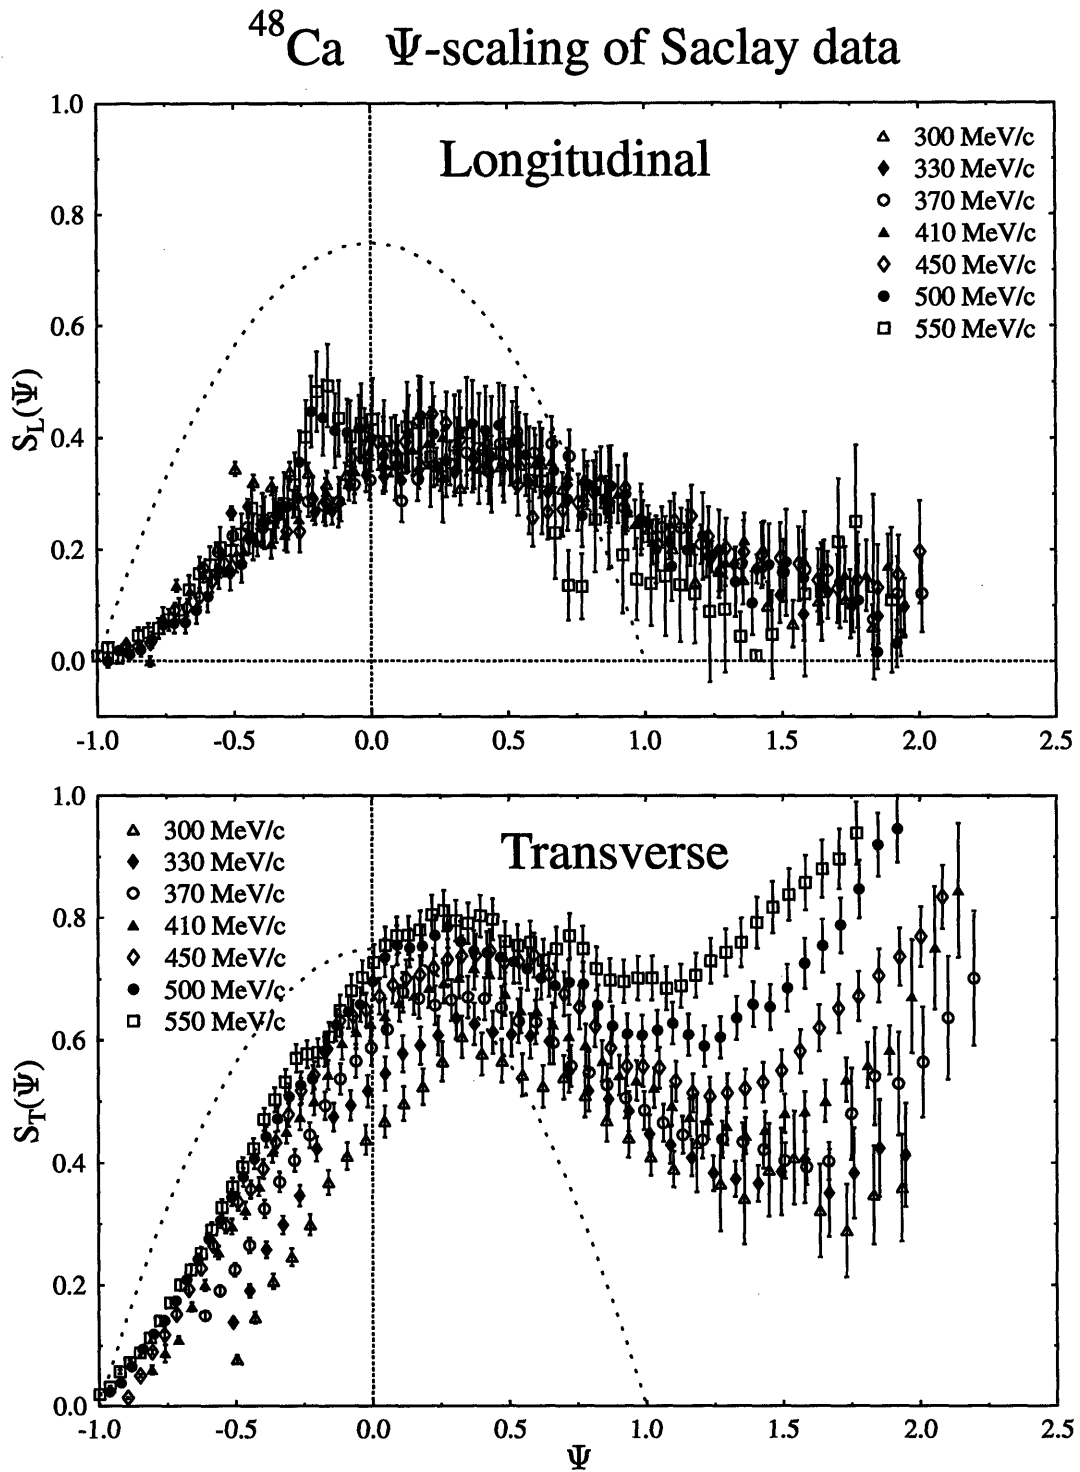 ⁴⁸Ca Ψ-scaling of Saclay data
Longitudinal
300 MeV/c
330 MeV/c
370 MeV/c
410 MeV/c
450 MeV/c
500 MeV/c
550 MeV/c
S_L(Ψ)
1.0
0.8
0.6
0.4
0.2
0.0
-1.0 -0.5 0.0 0.5 1.0 1.5 2.0 2.5
Transverse
300 MeV/c
330 MeV/c
370 MeV/c
410 MeV/c
450 MeV/c
500 MeV/c
550 MeV/c
S_T(Ψ)
1.0
0.8
0.6
0.4
0.2
0.0
-1.0 -0.5 0.0 0.5 1.0 1.5 2.0 2.5
Ψ